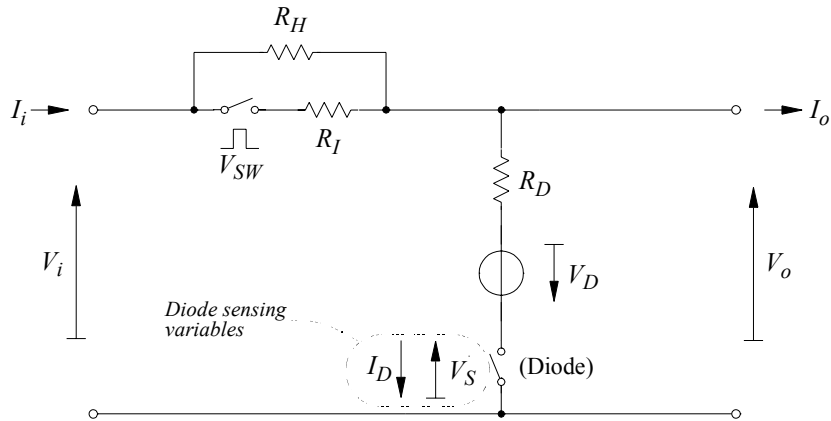 R_H
I_i
I_o
R_I
V_SW
R_D
V_i
V_D
V_o
Diode sensing
variables
I_D
V_S
(Diode)